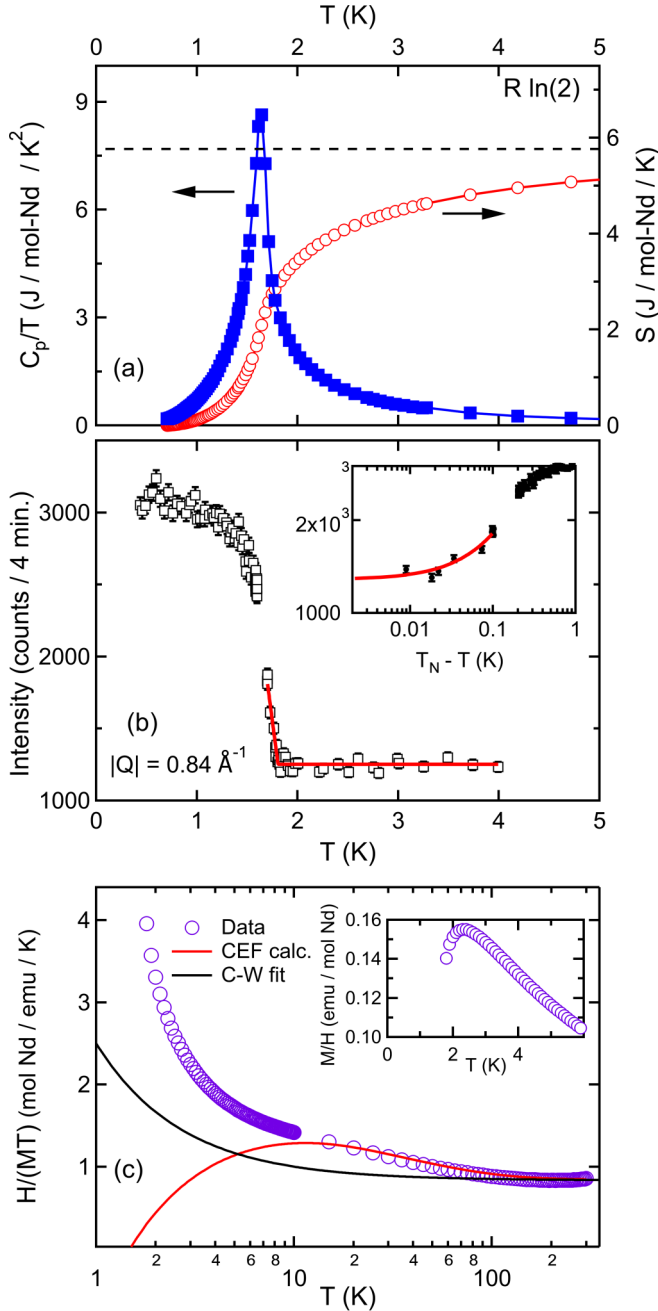 T (K)
0 1 2 3 4 5
R ln(2)
9
6
3
0
C_p/T (J / mol-Nd / K²)
8
6
4
2
0
S (J / mol-Nd / K)
(a)
3000
2000
1000
Intensity (counts / 4 min.)
3
2x10³
1000
0.01 0.1 1
T_N - T (K)
(b)
|Q| = 0.84 Å⁻¹
0 1 2 3 4 5
T (K)
4
3
2
1
H/(MT) (mol Nd / emu / K)
Data
CEF calc.
C-W fit
0.16
0.14
0.12
0.10
M/H (emu / mol Nd)
0 2 4
T (K)
(c)
1 2 4 6 8 10 2 4 6 8 100 2
T (K)